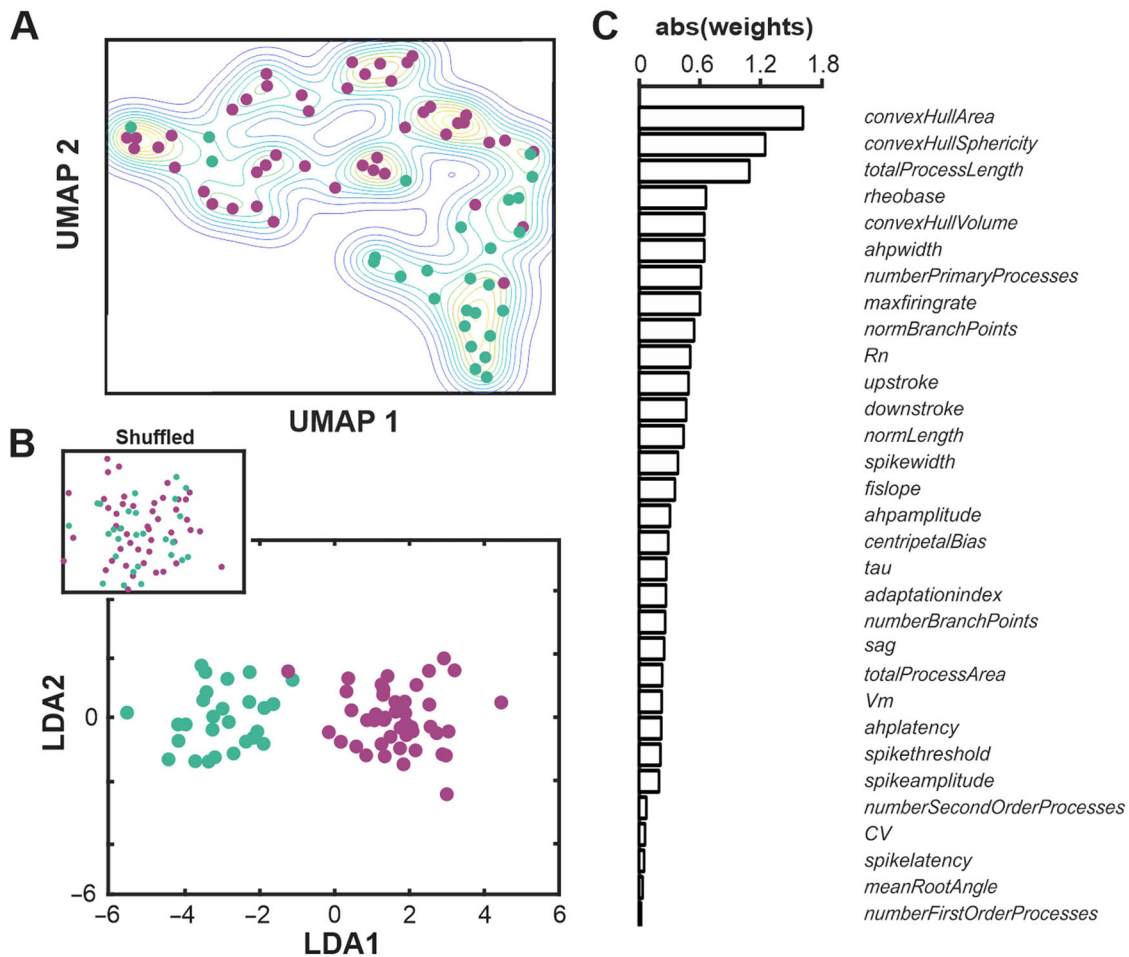 A
UMAP 2
UMAP 1
B
Shuffled
LDA2
0
−6
−6
−4
−2
0
2
4
6
LDA1
C
abs(weights)
0
0.6
1.2
1.8
convexHullArea
convexHullSphericity
totalProcessLength
rheobase
convexHullVolume
ahpwidth
numberPrimaryProcesses
maxfiringrate
normBranchPoints
Rn
upstroke
downstroke
normLength
spikewidth
fislope
ahpamplitude
centripetalBias
tau
adaptationindex
numberBranchPoints
sag
totalProcessArea
Vm
ahplatency
spikethreshold
spikeamplitude
numberSecondOrderProcesses
CV
spikelatency
meanRootAngle
numberFirstOrderProcesses